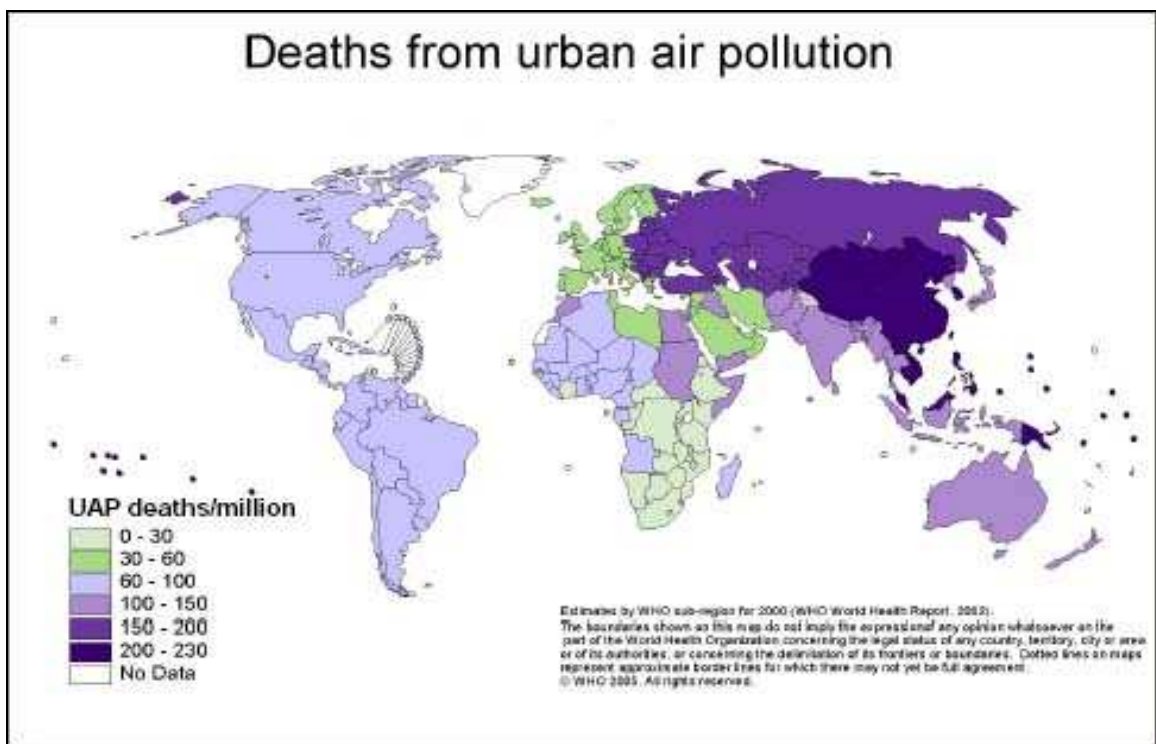 Deaths from urban air pollution
UAP deaths/million
0 - 30
30 - 60
60 - 100
100 - 150
150 - 200
200 - 230
No Data
Estimates by WHO sub-region for 2000 (WHO World Health Report, 2002).
The boundaries shown on this map do not imply the expression of any opinion whatsoever on the
part of the World Health Organization concerning the legal status of any country, territory, city or area
or of its authorities, or concerning the delimitation of its frontiers or boundaries. Dotted lines on maps
represent approximate border lines for which there may not yet be full agreement.
© WHO 2005. All rights reserved.